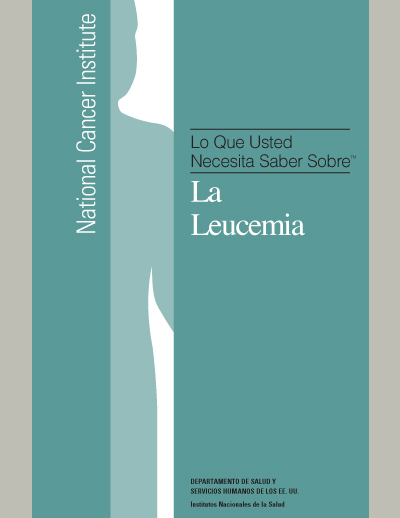 National Cancer Institute
Lo Que Usted
Necesita Saber Sobre™
La
Leucemia
DEPARTAMENTO DE SALUD Y
SERVICIOS HUMANOS DE LOS EE. UU.
Institutos Nacionales de la Salud